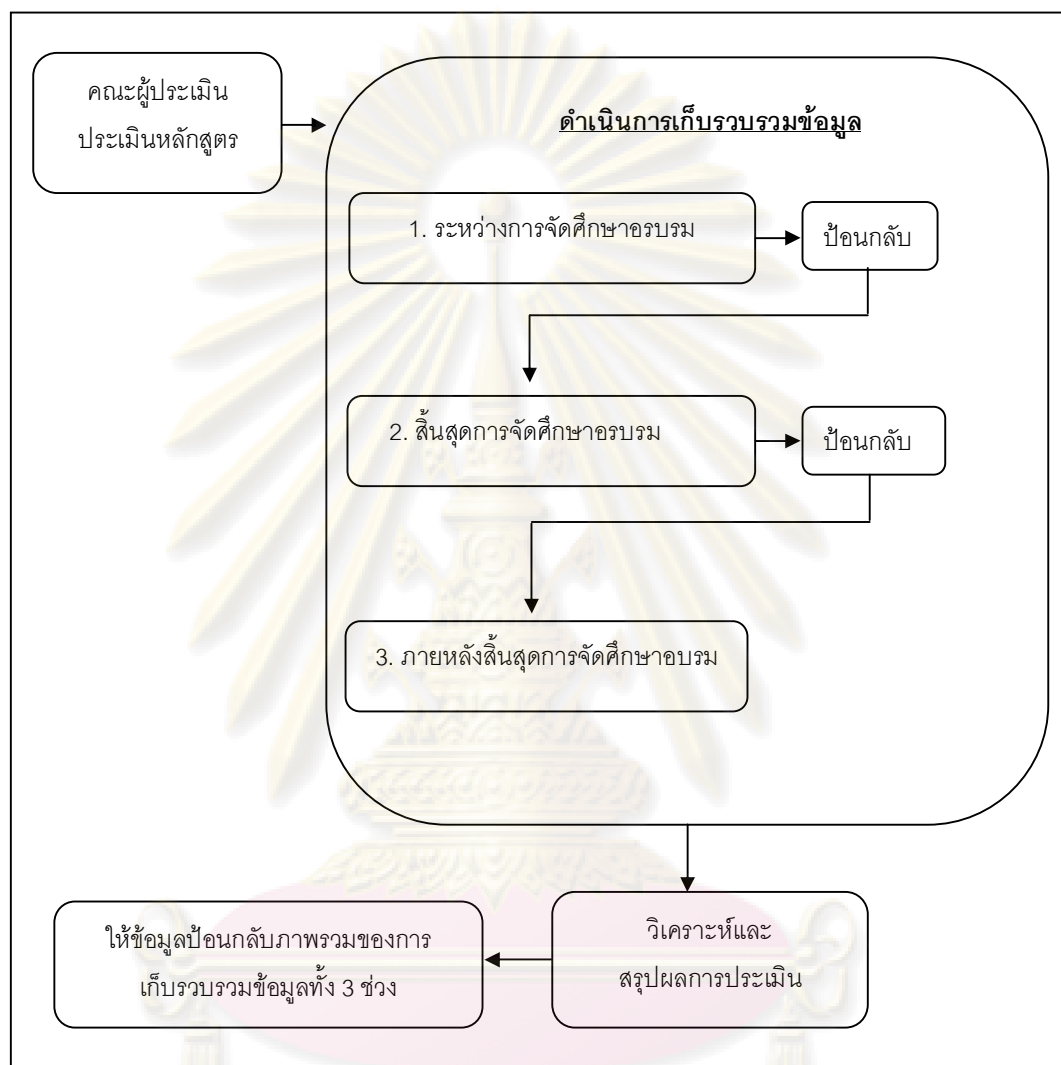 คณะผู้ประเมิน
ประเมินหลักสูตร
ดำเนินการเก็บรวบรวมข้อมูล
1. ระหว่างการจัดศึกษาอรบรม
ป้อนกลับ
2. สิ้นสุดการจัดศึกษาอรบรม
ป้อนกลับ
3. ภายหลังสิ้นสุดการจัดศึกษาอบรม
วิเคราะห์และ
สรุปผลการประเมิน
ให้ข้อมูลป้อนกลับภาพรวมของการ
เก็บรวบรวมข้อมูลทั้ง 3 ช่วง